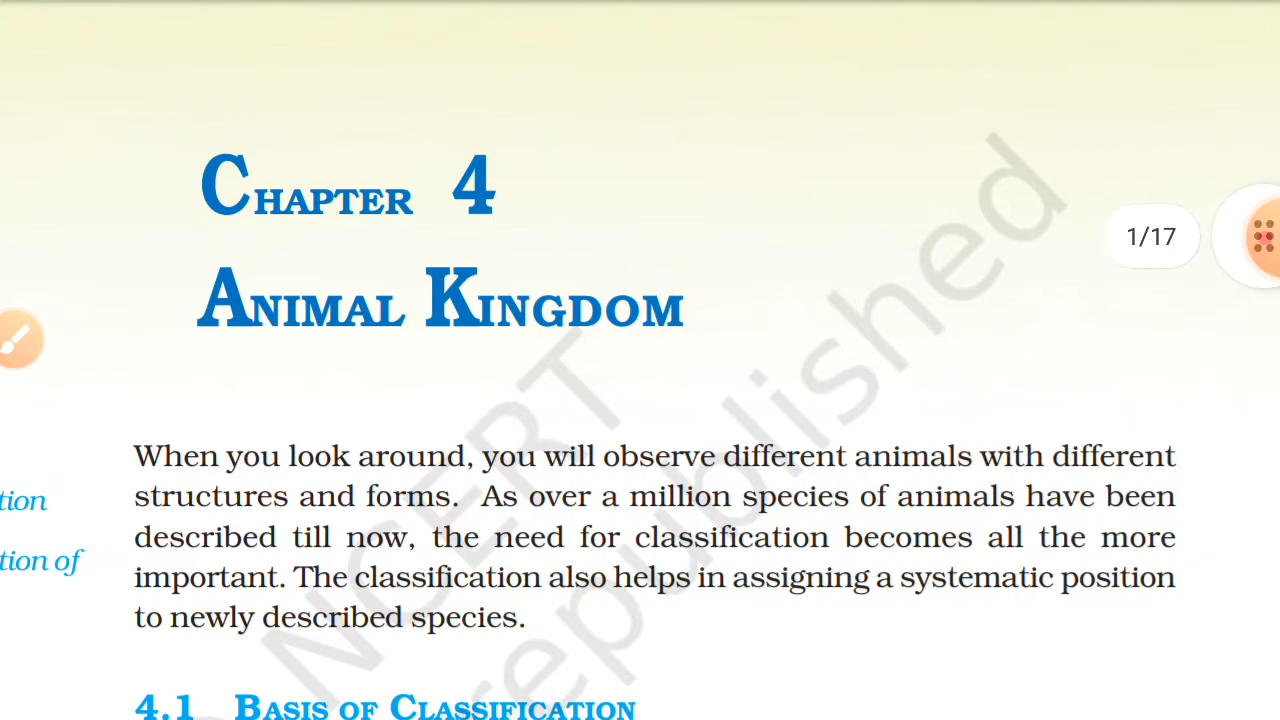 Chapter 4
Animal Kingdom
1/17
When you look around, you will observe different animals with different
tion
structures and forms. As over a million species of animals have been
described till now, the need for classification becomes all the more
tion of
important. The classification also helps in assigning a systematic position
to newly described species.
4.1 Basis of Classification
NCERT
republished